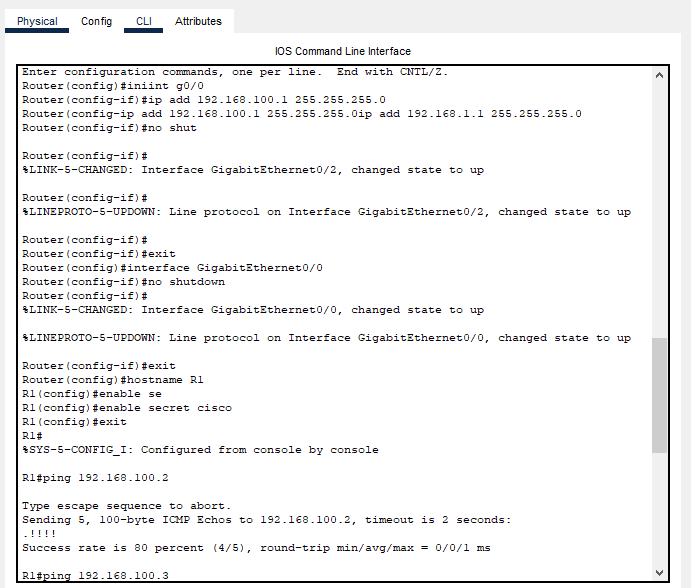 Physical Config CLI Attributes
IOS Command Line Interface
Enter configuration commands, one per line.  End with CNTL/Z.
Router(config)#iniint g0/0
Router(config-if)#ip add 192.168.100.1 255.255.255.0
Router(config-ip add 192.168.100.1 255.255.255.0ip add 192.168.1.1 255.255.255.0
Router(config-if)#no shut
Router(config-if)#
%LINK-5-CHANGED: Interface GigabitEthernet0/2, changed state to up
Router(config-if)#
%LINEPROTO-5-UPDOWN: Line protocol on Interface GigabitEthernet0/2, changed state to up
Router(config-if)#
Router(config-if)#exit
Router(config)#interface GigabitEthernet0/0
Router(config-if)#no shutdown
Router(config-if)#
%LINK-5-CHANGED: Interface GigabitEthernet0/0, changed state to up
%LINEPROTO-5-UPDOWN: Line protocol on Interface GigabitEthernet0/0, changed state to up
Router(config-if)#exit
Router(config)#hostname R1
R1(config)#enable se
R1(config)#enable secret cisco
R1(config)#exit
R1#
%SYS-5-CONFIG_I: Configured from console by console
R1#ping 192.168.100.2
Type escape sequence to abort.
Sending 5, 100-byte ICMP Echos to 192.168.100.2, timeout is 2 seconds:
.!!!!
Success rate is 80 percent (4/5), round-trip min/avg/max = 0/0/1 ms
R1#ping 192.168.100.3